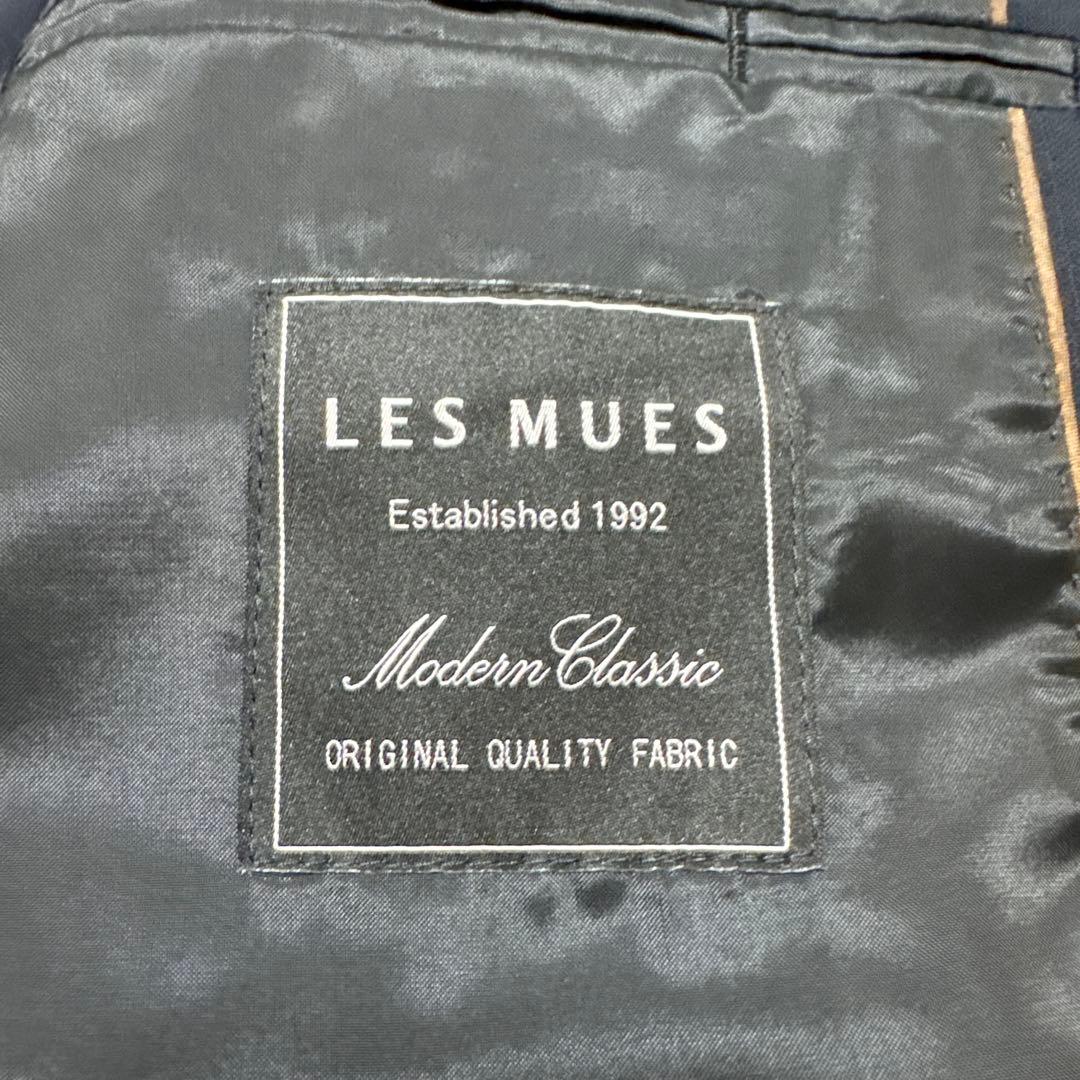 LES MUES
Established 1992
Modern Classic
ORIGINAL QUALITY FABRIC